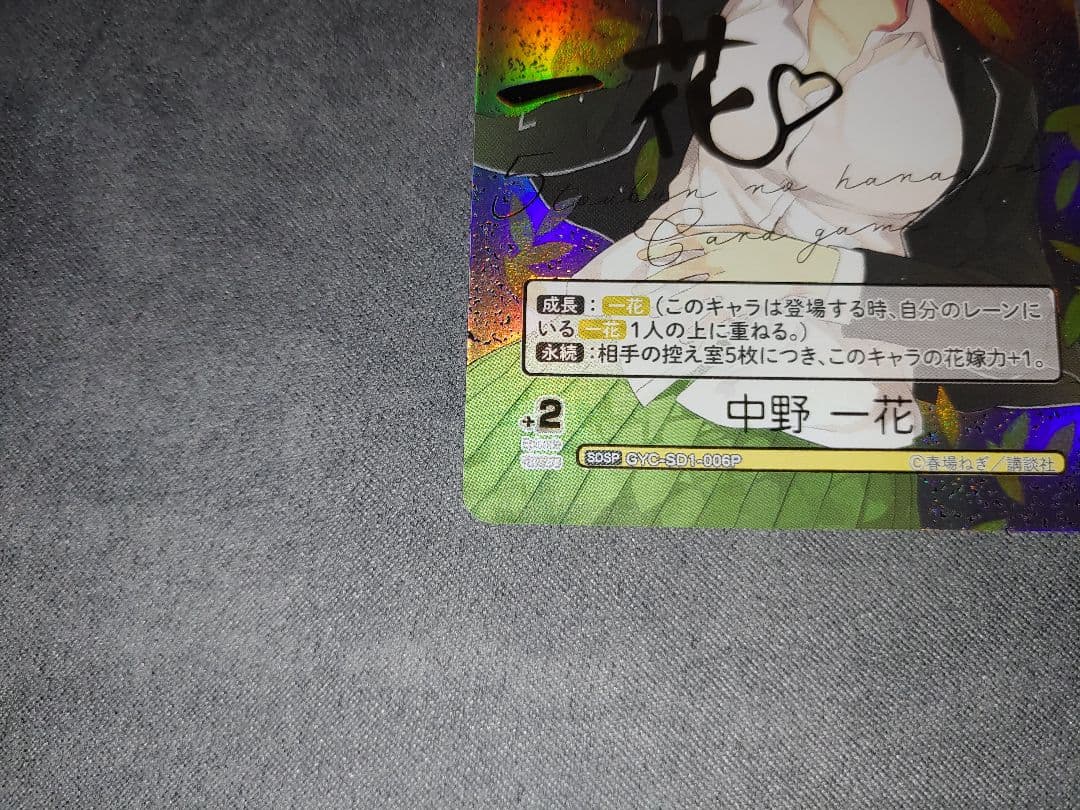 一花
5toubun no hanayome
Card game
成長：一花（このキャラは登場する時、自分のレーンに
いる一花1人の上に重ねる。）
永続：相手の控え室5枚につき、このキャラの花嫁力+1。
+2
中野 一花
SDSP GYC-SD1-006P
©春場ねぎ／講談社